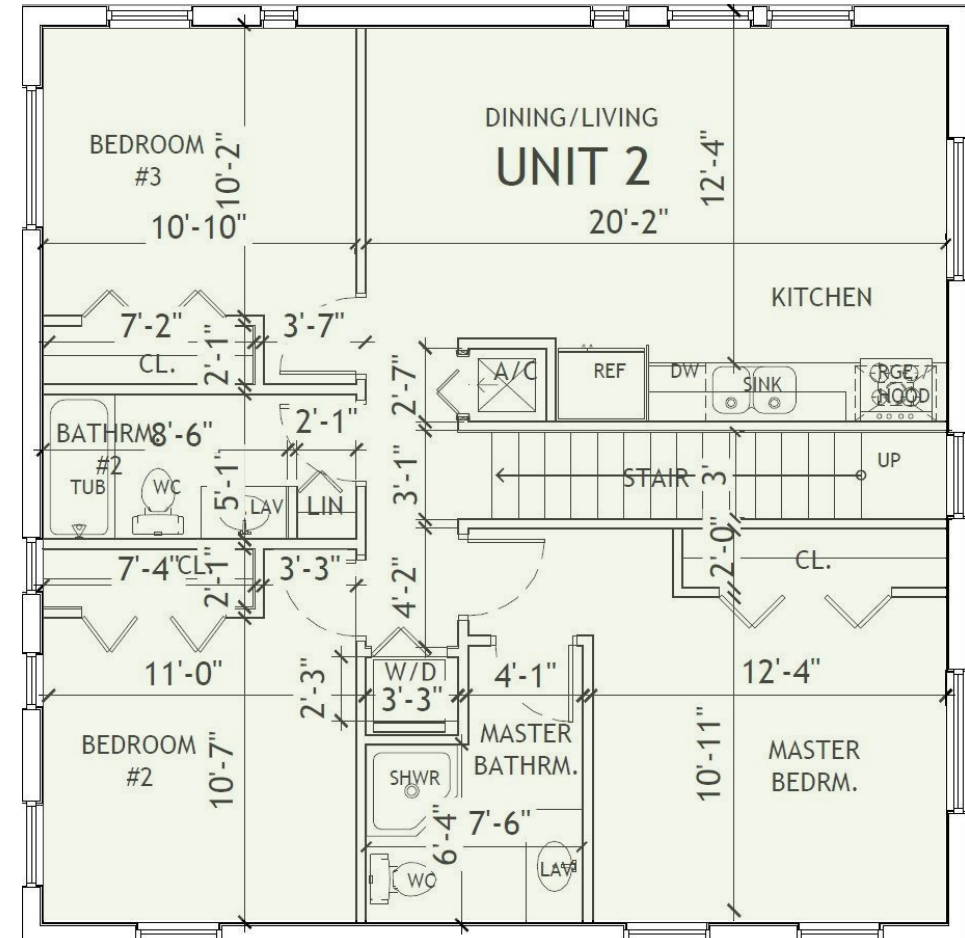 BEDROOM
#3
10'-2"
10'-10"
DINING/LIVING
UNIT 2
12'-4"
20'-2"
KITCHEN
7'-2"
3'-7"
CL.
2'-1"
2'-7"
A/C
REF
DW
SINK
RGE./
HOOD
BATHRM.
#2
8'-6"
2'-1"
TUB
WC
5'-1"
LAV
LIN
3'-1"
STAIR
3'
UP
7'-4"
CL.
2'-1"
3'-3"
4'-2"
2'-0"
CL.
11'-0"
2'-3"
W/D
3'-3"
4'-1"
12'-4"
BEDROOM
#2
10'-7"
MASTER
BATHRM.
10'-11"
MASTER
BEDRM.
SHWR
6'-4"
7'-6"
WC
LAV